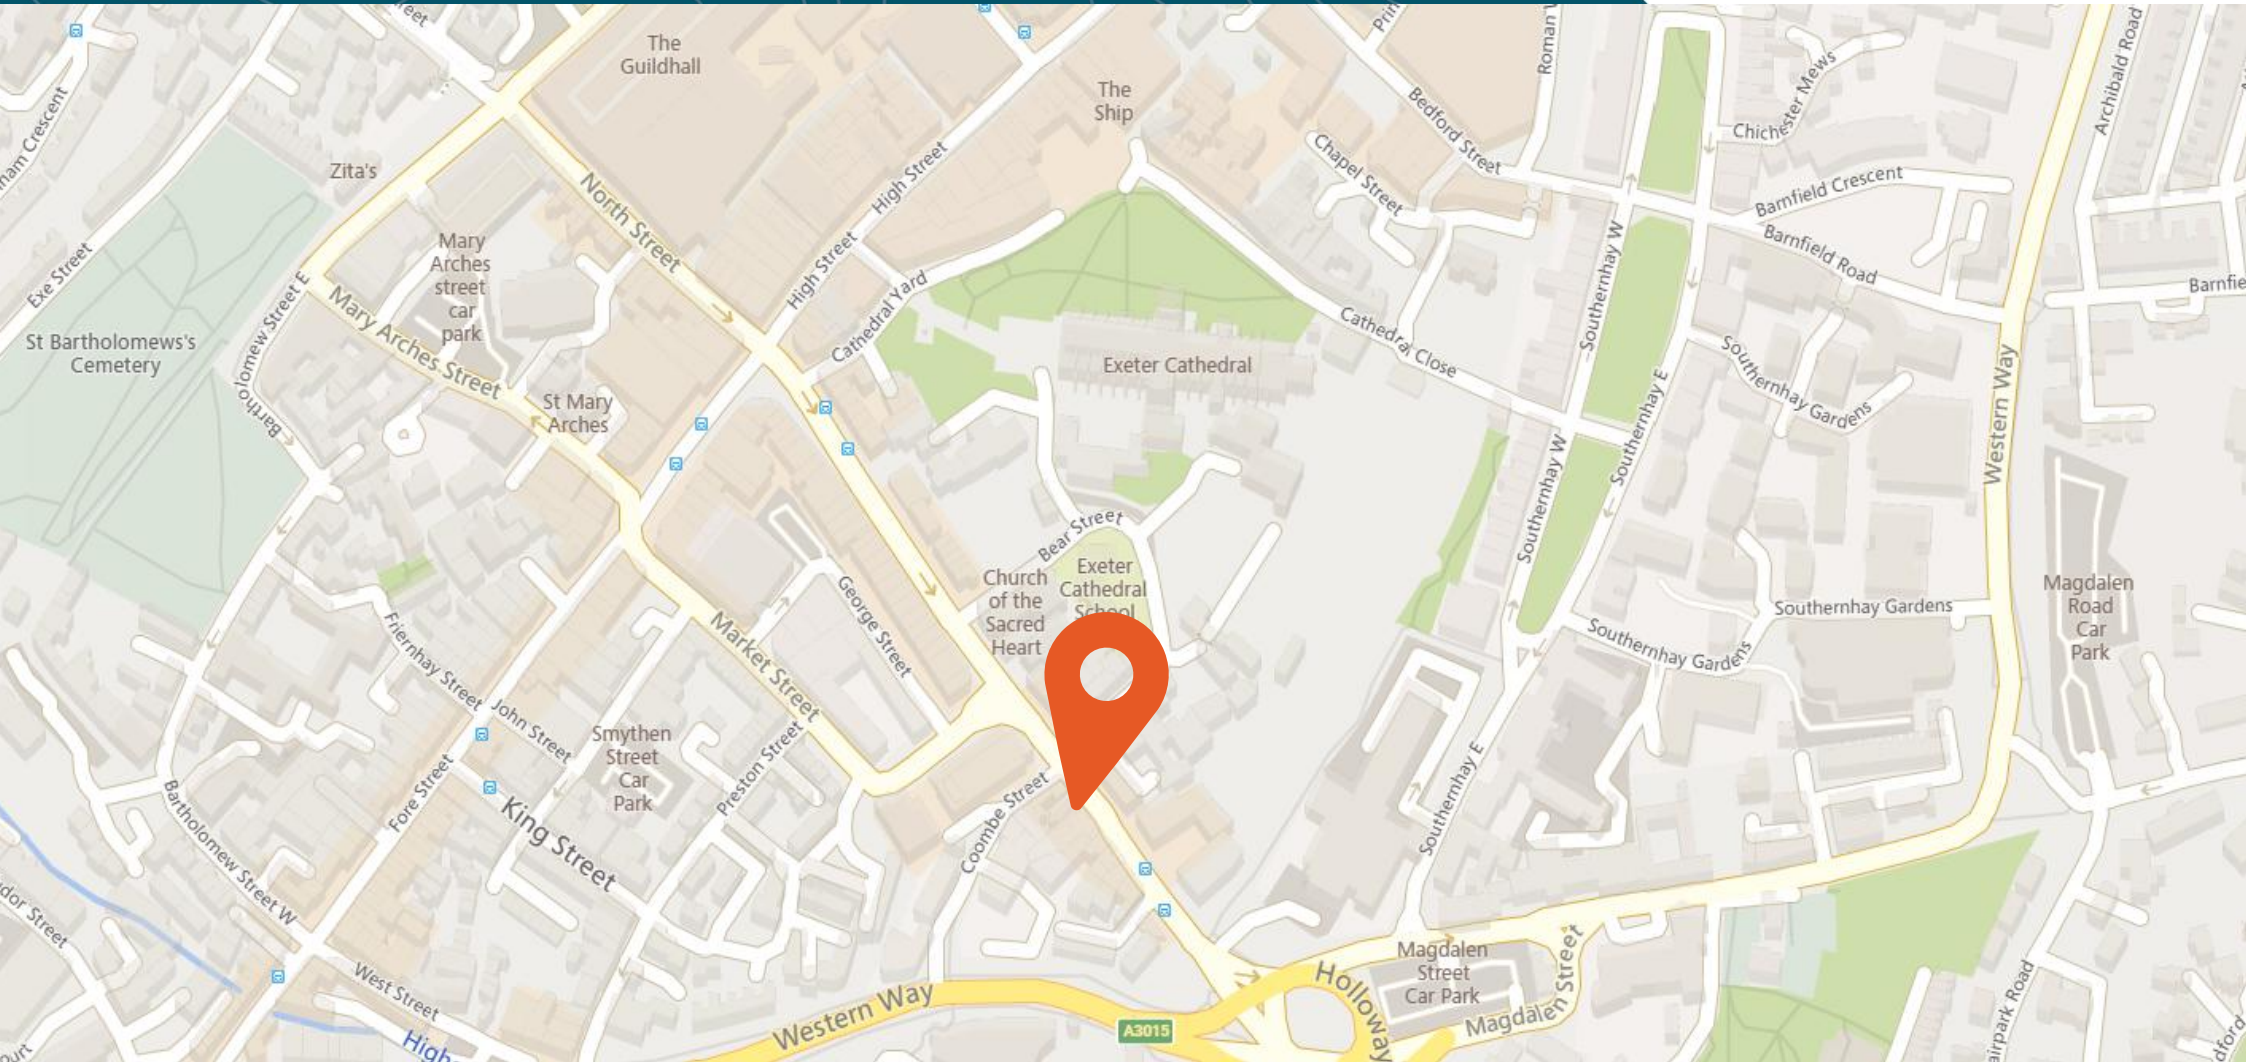 The
Guildhall
The
Ship
Bedford Street
Chapel Street
Chichester Mews
Archibald Road
Barnfield Crescent
Barnfield Road
Zita's
North Street
High Street
High Street
Mary
Arches
street
car
park
Exe Street
Bartholomew Street E
St Bartholomews's
Cemetery
Mary Arches Street
St Mary
Arches
Cathedral Yard
Exeter Cathedral
Cathedral Close
Southernhay W
Southernhay E
Southernhay W
Southernhay Gardens
Western Way
Bear Street
Church
of the
Sacred
Heart
Exeter
Cathedral
School
George Street
Market Street
Friernhay Street
John Street
Smythen
Street
Car
Park
Preston Street
Fore Street
King Street
Coombe Street
Southernhay Gardens
Southernhay Gardens
Magdalen
Road
Car
Park
Southernhay E
Bartholomew Street W
West Street
Western Way
A3015
Holloway
Magdalen
Street
Car Park
Magdalen Street